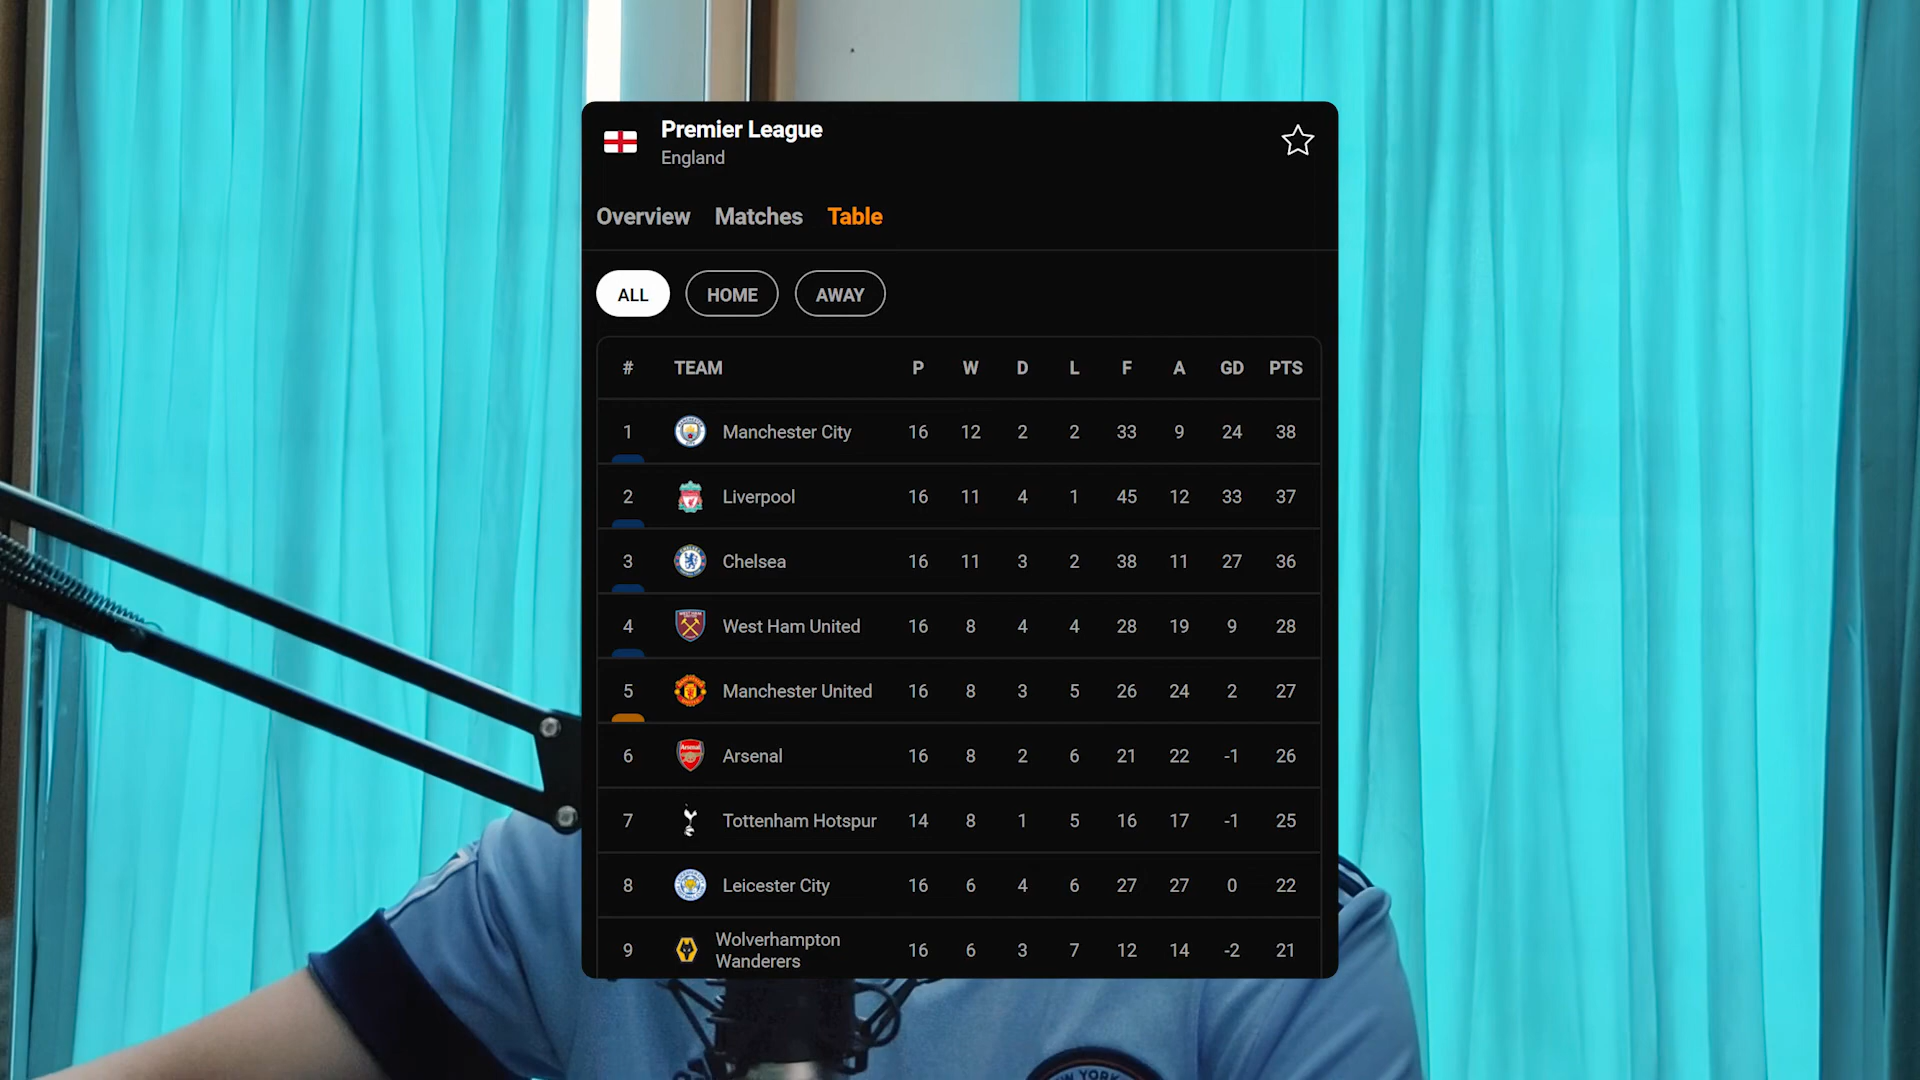 Premier League
England
Overview Matches Table
ALL HOME AWAY
# TEAM P W D L F A GD PTS
1 Manchester City 16 12 2 2 33 9 24 38
2 Liverpool 16 11 4 1 45 12 33 37
3 Chelsea 16 11 3 2 38 11 27 36
4 West Ham United 16 8 4 4 28 19 9 28
5 Manchester United 16 8 3 5 26 24 2 27
6 Arsenal 16 8 2 6 21 22 -1 26
7 Tottenham Hotspur 14 8 1 5 16 17 -1 25
8 Leicester City 16 6 4 6 27 27 0 22
9 Wolverhampton Wanderers 16 6 3 7 12 14 -2 21
NEW YORK